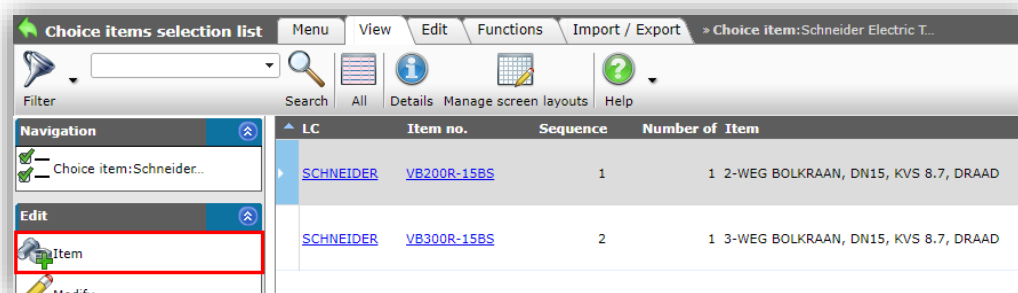 Choice items selection list Menu View Edit Functions Import / Export » Choice item:Schneider Electric T...
Filter Search All Details Manage screen layouts Help
Navigation
Choice item:Schneider...
Edit
Item
Modify
LC Item no. Sequence Number of Item
SCHNEIDER VB200R-15BS 1 1 2-WEG BOLKRAAN, DN15, KVS 8.7, DRAAD
SCHNEIDER VB300R-15BS 2 1 3-WEG BOLKRAAN, DN15, KVS 8.7, DRAAD